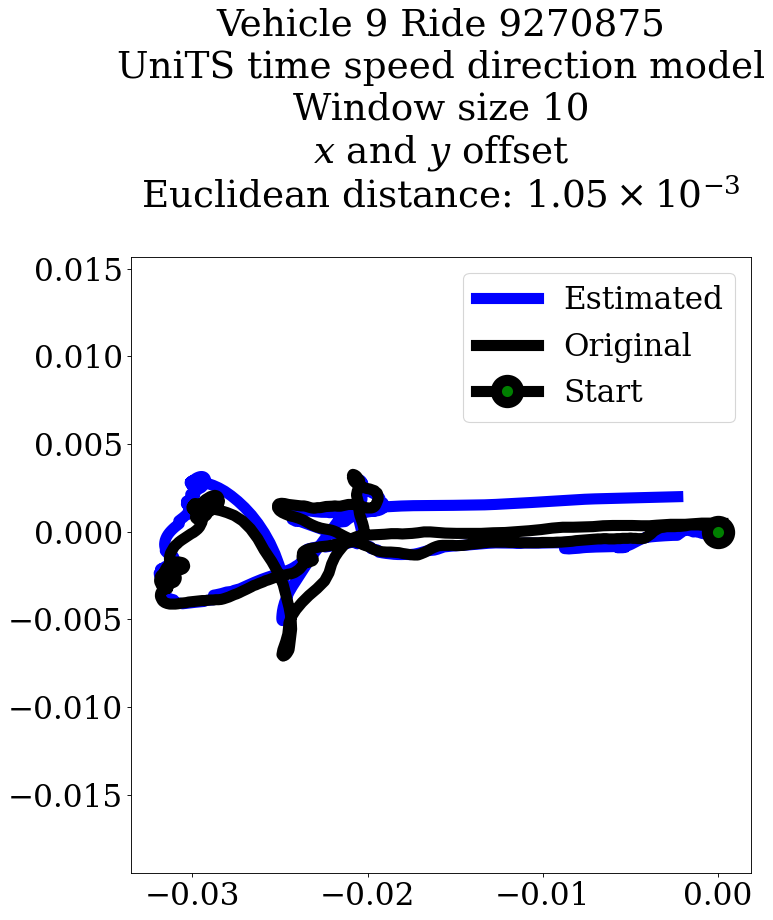 Vehicle 9 Ride 9270875
UniTS time speed direction model
Window size 10
x and y offset
Euclidean distance: 1.05 × 10⁻³
0.015
0.010
0.005
0.000
−0.005
−0.010
−0.015
Estimated
Original
Start
−0.03 −0.02 −0.01 0.00